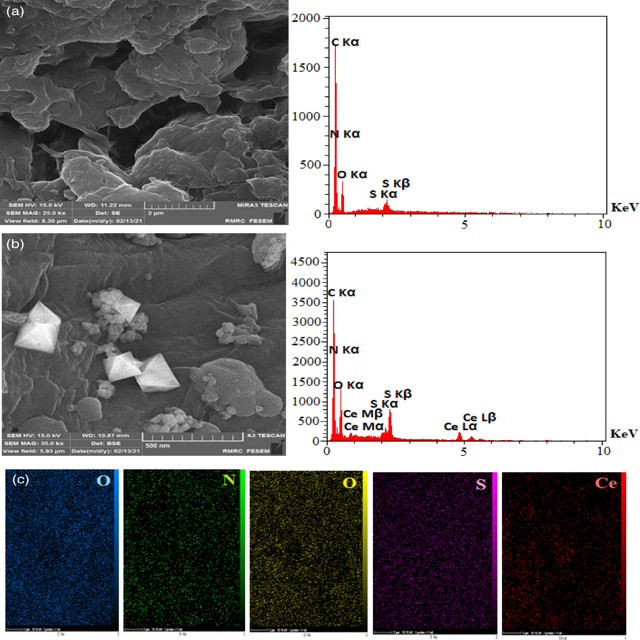 (a)
SEM HV: 15.0 kV WD: 11.22 mm
SEM MAG: 25.0 kx Det: SE 2 µm
View field: 8.30 µm Date(m/d/y): 02/13/21
MIRA3 TESCAN
RMRC FESEM
2000
1500
1000
500
0
C Kα
N Kα
O Kα
S Kα
S Kβ
0 5 10
KeV
(b)
SEM HV: 15.0 kV WD: 10.87 mm
SEM MAG: 35.0 kx Det: BSE 500 nm
View field: 5.93 µm Date(m/d/y): 02/13/21
A3 TESCAN
RMRC FESEM
4500
4000
3500
3000
2500
2000
1500
1000
500
0
C Kα
N Kα
O Kα
Ce Mβ
Ce Mα
S Kα
S Kβ
Ce Lα
Ce Lβ
0 5 10
KeV
(c)
O N O S Ce